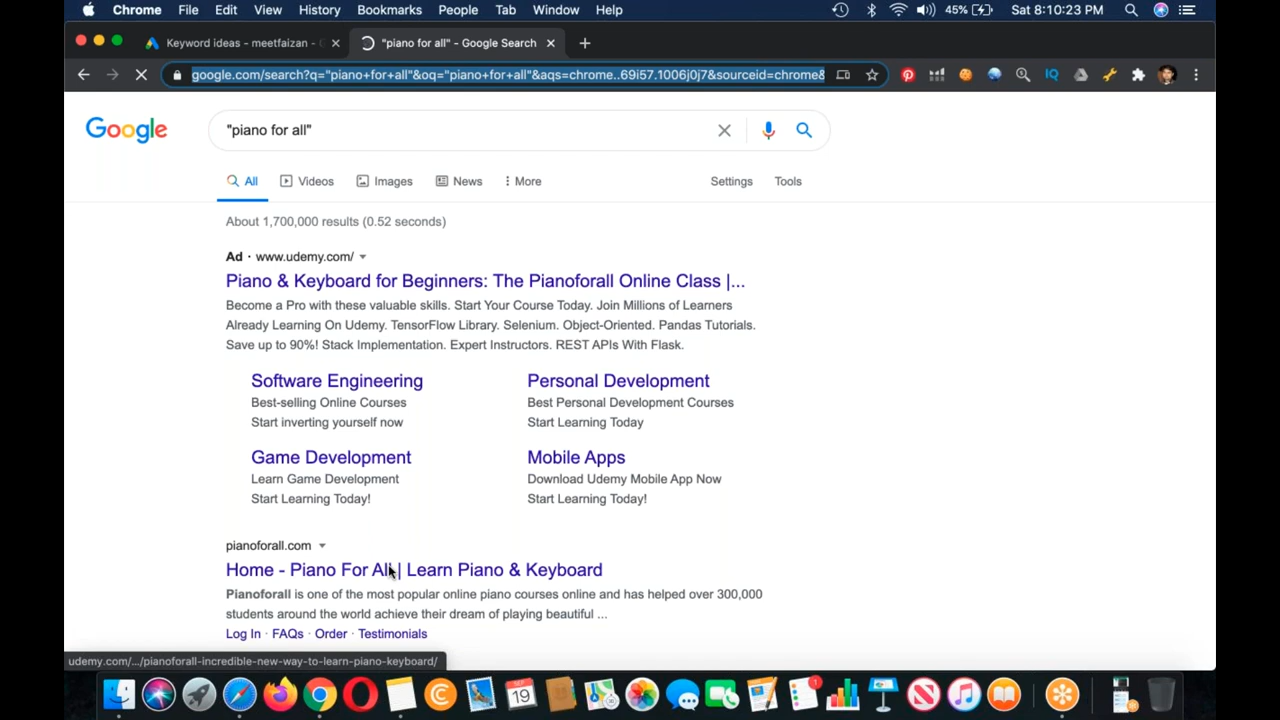 Chrome File Edit View History Bookmarks People Tab Window Help 45% Sat 8:10:23 PM
Keyword ideas - meetfaizan - "piano for all" - Google Search
google.com/search?q="piano+for+all"&oq="piano+for+all"&aqs=chrome..69i57.1006j0j7&sourceid=chrome&
Google "piano for all"
All Videos Images News More Settings Tools
About 1,700,000 results (0.52 seconds)
Ad · www.udemy.com/
Piano & Keyboard for Beginners: The Pianoforall Online Class |...
Become a Pro with these valuable skills. Start Your Course Today. Join Millions of Learners
Already Learning On Udemy. TensorFlow Library. Selenium. Object-Oriented. Pandas Tutorials.
Save up to 90%! Stack Implementation. Expert Instructors. REST APIs With Flask.
Software Engineering
Best-selling Online Courses
Start inverting yourself now
Personal Development
Best Personal Development Courses
Start Learning Today
Game Development
Learn Game Development
Start Learning Today!
Mobile Apps
Download Udemy Mobile App Now
Start Learning Today!
pianoforall.com
Home - Piano For All | Learn Piano & Keyboard
Pianoforall is one of the most popular online piano courses online and has helped over 300,000
students around the world achieve their dream of playing beautiful ...
Log In · FAQs · Order · Testimonials
udemy.com/.../pianoforall-incredible-new-way-to-learn-piano-keyboard/
19
1